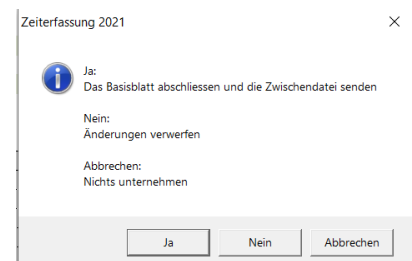 Zeiterfassung 2021
Ja:
Das Basisblatt abschliessen und die Zwischendatei senden
Nein:
Änderungen verwerfen
Abbrechen:
Nichts unternehmen
Ja
Nein
Abbrechen